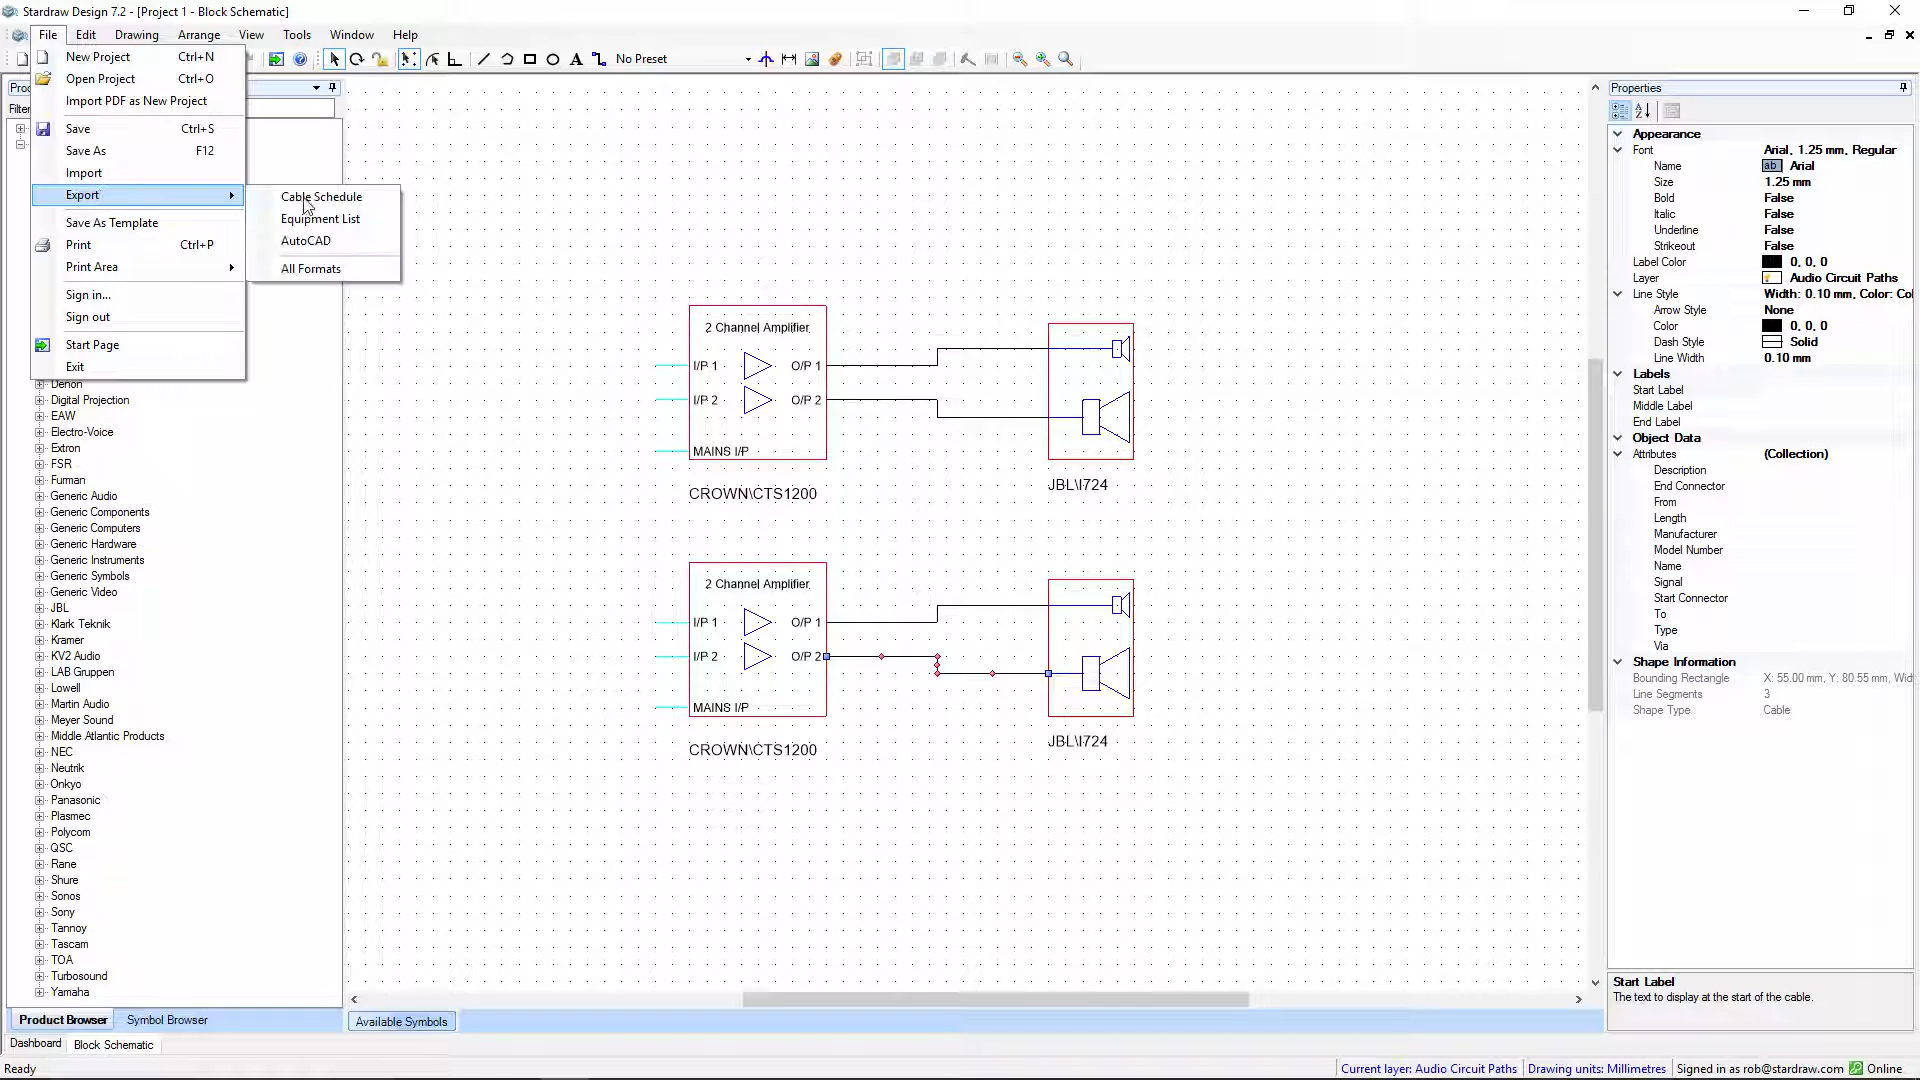 Stardraw Design 7.2 - [Project 1 - Block Schematic]
File Edit Drawing Arrange View Tools Window Help
No Preset
New Project Ctrl+N
Open Project Ctrl+O
Import PDF as New Project
Save Ctrl+S
Save As F12
Import
Export
Save As Template
Print Ctrl+P
Print Area
Sign in...
Sign out
Start Page
Exit
Cable Schedule
Equipment List
AutoCAD
All Formats
Denon
Digital Projection
EAW
Electro-Voice
Extron
FSR
Furman
Generic Audio
Generic Components
Generic Computers
Generic Hardware
Generic Instruments
Generic Symbols
Generic Video
JBL
Klark Teknik
Kramer
KV2 Audio
LAB Gruppen
Lowell
Martin Audio
Meyer Sound
Middle Atlantic Products
NEC
Neutrik
Onkyo
Panasonic
Plasmec
Polycom
QSC
Rane
Shure
Sonos
Sony
Tannoy
Tascam
TOA
Turbosound
Yamaha
Product Browser Symbol Browser
Dashboard Block Schematic
Ready
2 Channel Amplifier
I/P 1 O/P 1
I/P 2 O/P 2
MAINS I/P
CROWN\CTS1200
JBL\I724
2 Channel Amplifier
I/P 1 O/P 1
I/P 2 O/P 2
MAINS I/P
CROWN\CTS1200
JBL\I724
Available Symbols
Properties
Appearance
Font Arial, 1.25 mm, Regular
Name ab Arial
Size 1.25 mm
Bold False
Italic False
Underline False
Strikeout False
Label Color 0, 0, 0
Layer Audio Circuit Paths
Line Style Width: 0.10 mm, Color: Col
Arrow Style None
Color 0, 0, 0
Dash Style Solid
Line Width 0.10 mm
Labels
Start Label
Middle Label
End Label
Object Data
Attributes (Collection)
Description
End Connector
From
Length
Manufacturer
Model Number
Name
Signal
Start Connector
To
Type
Via
Shape Information
Bounding Rectangle X: 55.00 mm, Y: 80.55 mm, Wid
Line Segments 3
Shape Type Cable
Start Label
The text to display at the start of the cable.
Current layer: Audio Circuit Paths Drawing units: Millimetres Signed in as rob@stardraw.com Online